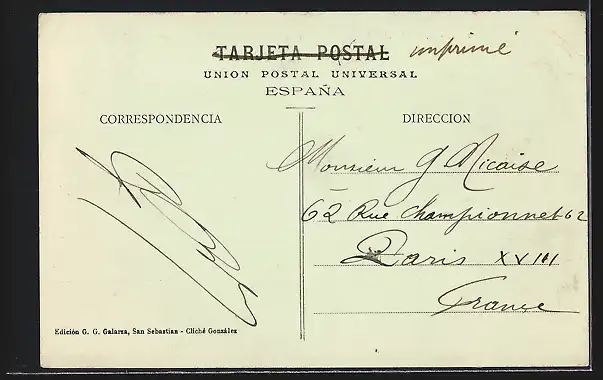 TARJETA POSTAL imprimé
UNION POSTAL UNIVERSAL
ESPAÑA
CORRESPONDENCIA
DIRECCION
Monsieur G Micaise
62 Rue Championnet 62
Paris XVIII
France
Edición G. G. Galarza, San Sebastian - Cliché González